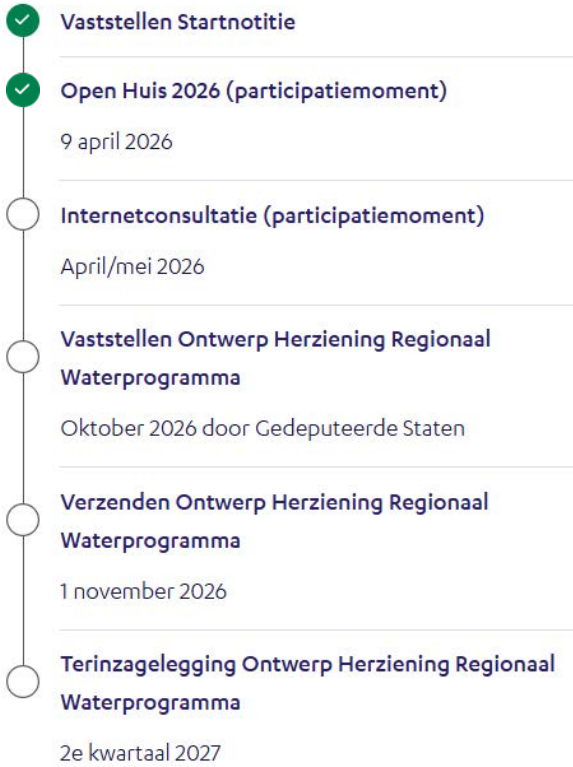 Vaststellen Startnotitie
Open Huis 2026 (participatiemoment)
9 april 2026
Internetconsultatie (participatiemoment)
April/mei 2026
Vaststellen Ontwerp Herziening Regionaal
Waterprogramma
Oktober 2026 door Gedeputeerde Staten
Verzenden Ontwerp Herziening Regionaal
Waterprogramma
1 november 2026
Terinzagelegging Ontwerp Herziening Regionaal
Waterprogramma
2e kwartaal 2027